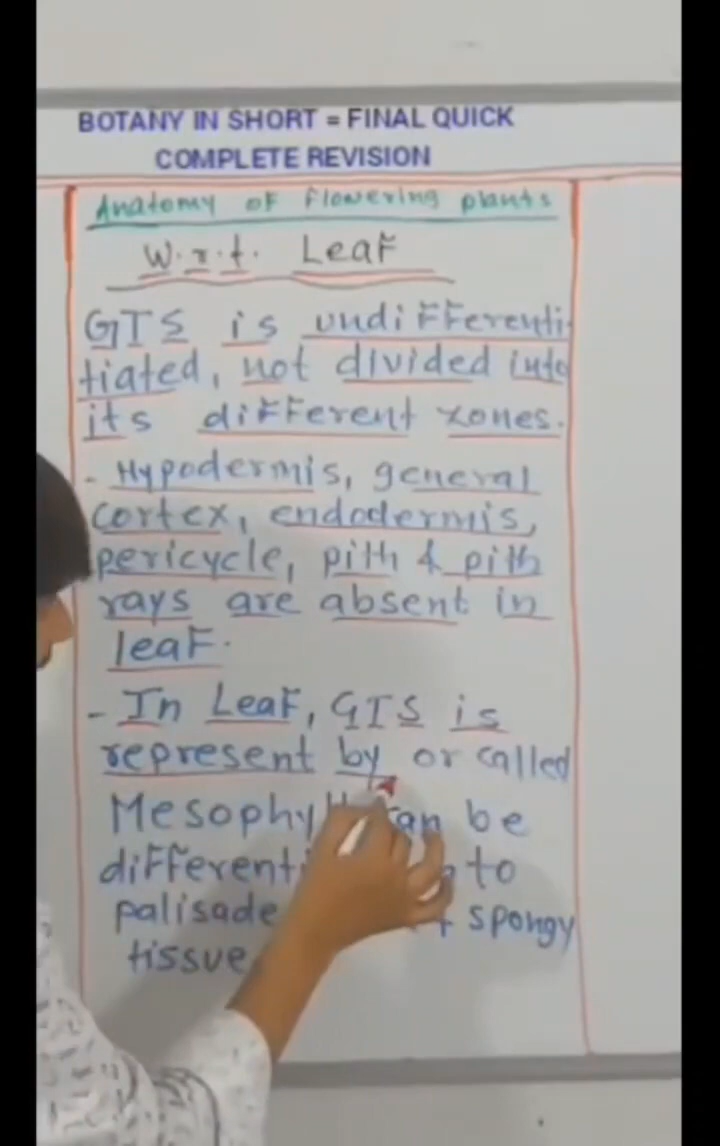 BOTANY IN SHORT = FINAL QUICK
COMPLETE REVISION
Anatomy of Flowering plants
W.r.t. Leaf
GTS is undifferenti-
tiated, not divided into
its different zones.
- Hypodermis, general
cortex, endodermis,
pericycle, pith & pith
rays are absent in
leaf.
- In Leaf, GTS is
represent by or called
Mesophyll can be
to
palisade & spongy
tissue